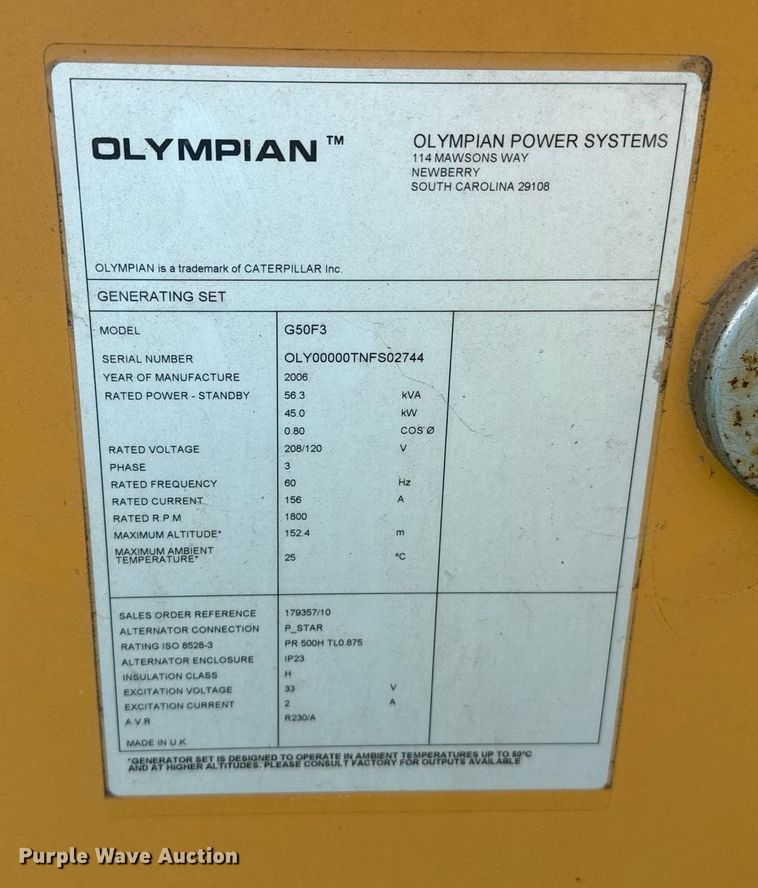 OLYMPIAN™
OLYMPIAN POWER SYSTEMS
114 MAWSONS WAY
NEWBERRY
SOUTH CAROLINA 29108
OLYMPIAN is a trademark of CATERPILLAR Inc.
GENERATING SET
MODEL G50F3
SERIAL NUMBER OLY00000TNFS02744
YEAR OF MANUFACTURE 2006
RATED POWER - STANDBY 56.3 kVA
45.0 kW
0.80 COS Ø
RATED VOLTAGE 208/120 V
PHASE 3
RATED FREQUENCY 60 Hz
RATED CURRENT 156 A
RATED R.P.M 1800
MAXIMUM ALTITUDE* 152.4 m
MAXIMUM AMBIENT
TEMPERATURE* 25 °C
SALES ORDER REFERENCE 179357/10
ALTERNATOR CONNECTION P_STAR
RATING ISO 8528-3 PR 500H TL0.875
ALTERNATOR ENCLOSURE IP23
INSULATION CLASS H
EXCITATION VOLTAGE 33 V
EXCITATION CURRENT 2 A
A.V.R R230/A
MADE IN U.K.
*GENERATOR SET IS DESIGNED TO OPERATE IN AMBIENT TEMPERATURES UP TO 50°C
AND AT HIGHER ALTITUDES. PLEASE CONSULT FACTORY FOR OUTPUTS AVAILABLE
Purple Wave Auction